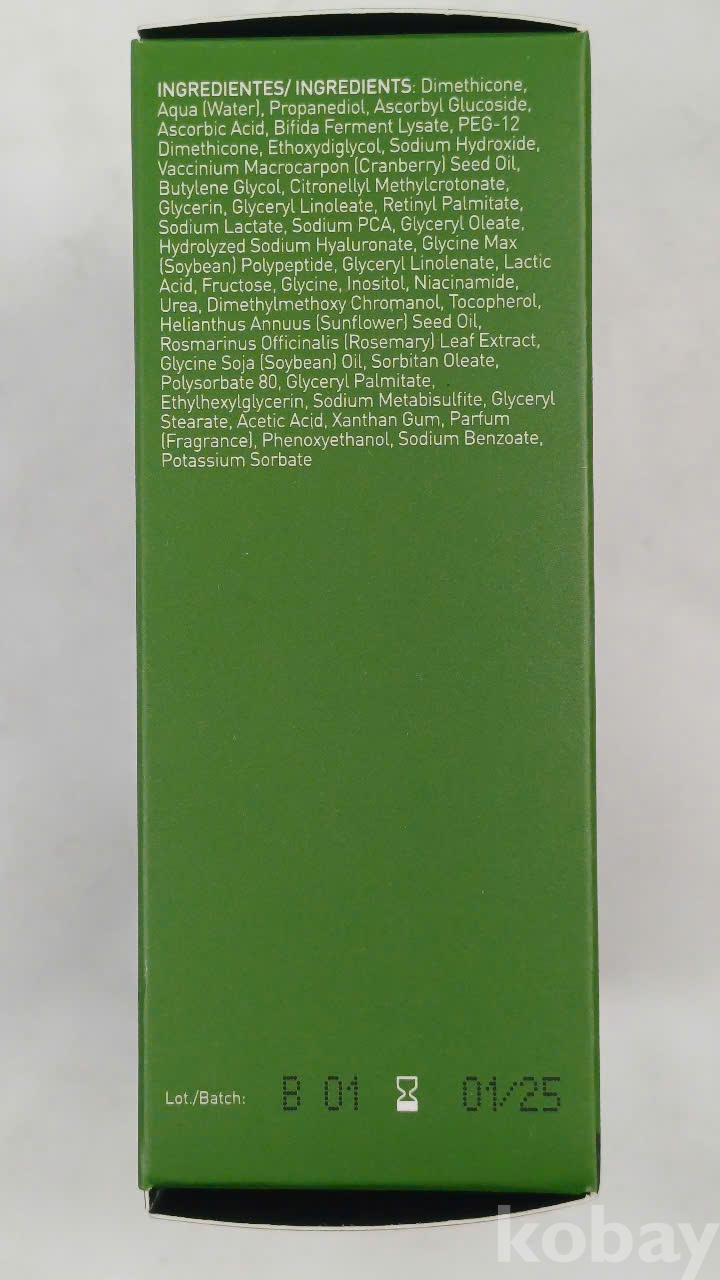 INGREDIENTES/ INGREDIENTS: Dimethicone,
Aqua (Water), Propanediol, Ascorbyl Glucoside,
Ascorbic Acid, Bifida Ferment Lysate, PEG-12
Dimethicone, Ethoxydiglycol, Sodium Hydroxide,
Vaccinium Macrocarpon (Cranberry) Seed Oil,
Butylene Glycol, Citronellyl Methylcrotonate,
Glycerin, Glyceryl Linoleate, Retinyl Palmitate,
Sodium Lactate, Sodium PCA, Glyceryl Oleate,
Hydrolyzed Sodium Hyaluronate, Glycine Max
(Soybean) Polypeptide, Glyceryl Linolenate, Lactic
Acid, Fructose, Glycine, Inositol, Niacinamide,
Urea, Dimethylmethoxy Chromanol, Tocopherol,
Helianthus Annuus (Sunflower) Seed Oil,
Rosmarinus Officinalis (Rosemary) Leaf Extract,
Glycine Soja (Soybean) Oil, Sorbitan Oleate,
Polysorbate 80, Glyceryl Palmitate,
Ethylhexylglycerin, Sodium Metabisulfite, Glyceryl
Stearate, Acetic Acid, Xanthan Gum, Parfum
(Fragrance), Phenoxyethanol, Sodium Benzoate,
Potassium Sorbate
Lot./Batch: B 01 01/25
kobay